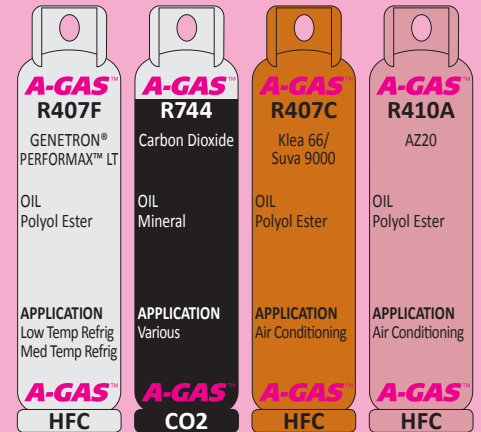 A-GAS™
R407F
GENETRON®
PERFORMAX™ LT
OIL
Polyol Ester
APPLICATION
Low Temp Refrig
Med Temp Refrig
A-GAS™
HFC
A-GAS™
R744
Carbon Dioxide
OIL
Mineral
APPLICATION
Various
A-GAS™
CO2
A-GAS™
R407C
Klea 66/
Suva 9000
OIL
Polyol Ester
APPLICATION
Air Conditioning
A-GAS™
HFC
A-GAS™
R410A
AZ20
OIL
Polyol Ester
APPLICATION
Air Conditioning
A-GAS™
HFC